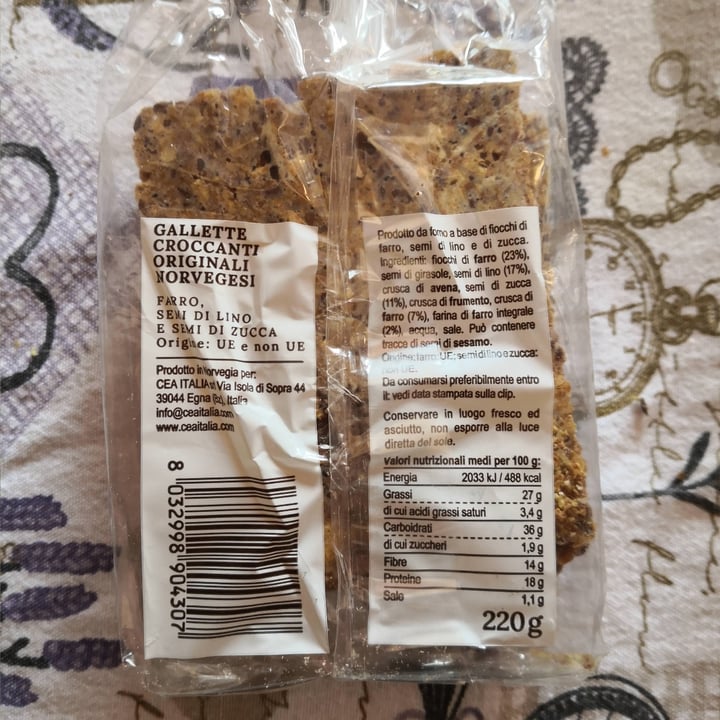 GALLETTE
CROCCANTI
ORIGINALI
NORVEGESI
FARRO,
SEMI DI LINO
E SEMI DI ZUCCA
Origine: UE e non UE
Prodotto in Norvegia per:
CEA ITALIA Via Isola di Sopra 44
39044 Egna (Bz), Italia
info@ceaitalia.com
www.ceaitalia.com
8 032998 904307
Prodotto da forno a base di fiocchi di
farro, semi di lino e di zucca.
Ingredienti: fiocchi di farro (23%),
semi di girasole, semi di lino (17%),
crusca di avena, semi di zucca
(11%), crusca di frumento, crusca di
farro (7%), farina di farro integrale
(2%), acqua, sale. Può contenere
tracce di semi di sesamo.
Origine: farro: UE; semi di lino e zucca:
non UE.
Da consumarsi preferibilmente entro
il: vedi data stampata sulla clip.
Conservare in luogo fresco ed
asciutto, non esporre alla luce
diretta del sole.
Valori nutrizionali medi per 100 g:
Energia 2033 kJ / 488 kcal
Grassi 27 g
di cui acidi grassi saturi 3,4 g
Carboidrati 36 g
di cui zuccheri 1,9 g
Fibre 14 g
Proteine 18 g
Sale 1,1 g
220 g